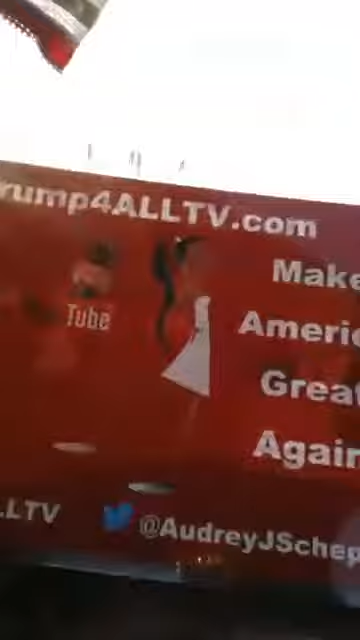 rump4ALLTV.com
Tube
Make
Americ
Great
Again
LLTV
@AudreyJSchep